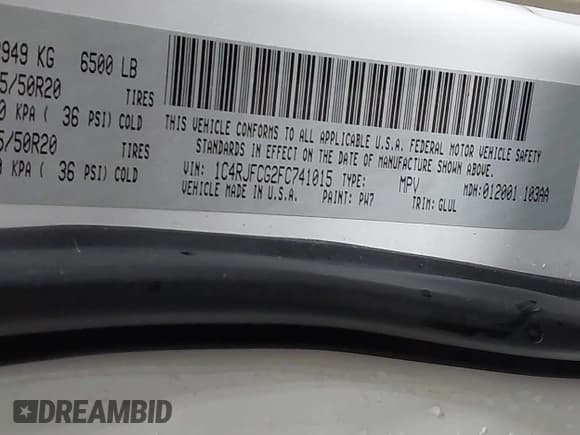 949 KG 6500 LB
5/50R20 TIRES
0 KPA ( 36 PSI) COLD
5/50R20 TIRES
KPA ( 36 PSI) COLD
THIS VEHICLE CONFORMS TO ALL APPLICABLE U.S.A. FEDERAL MOTOR VEHICLE SAFETY
STANDARDS IN EFFECT ON THE DATE OF MANUFACTURE SHOWN ABOVE.
VIN: 1C4RJFCG2FC741015 TYPE: MPV MDH:012001 103AA
VEHICLE MADE IN U.S.A. PAINT: PW7 TRIM: GLUL
DREAMBID